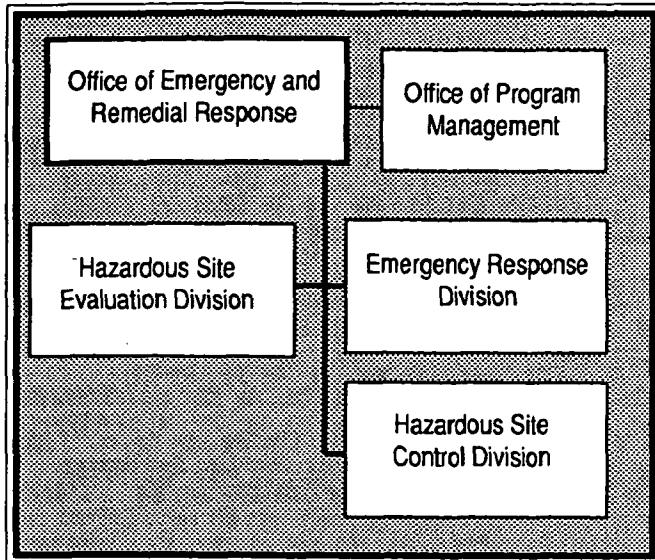 Office of Emergency and
Remedial Response
Office of Program
Management
Hazardous Site
Evaluation Division
Emergency Response
Division
Hazardous Site
Control Division